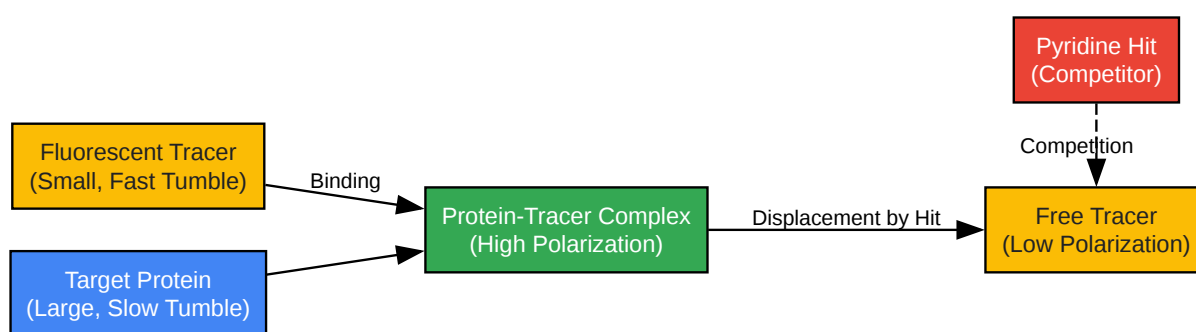 Pyridine Hit
(Competitor)
Competition
Fluorescent Tracer
(Small, Fast Tumble)
Binding
Target Protein
(Large, Slow Tumble)
Protein-Tracer Complex
(High Polarization)
Displacement by Hit
Free Tracer
(Low Polarization)